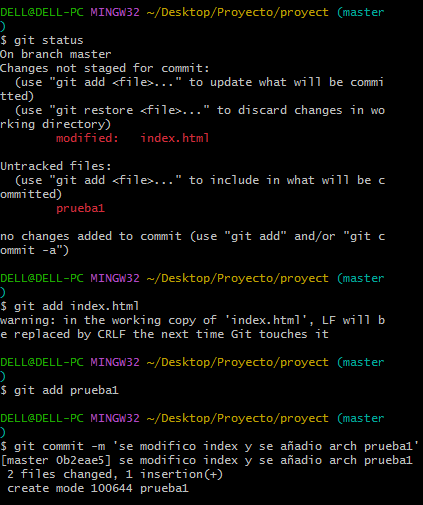 DELL@DELL-PC MINGW32 ~/Desktop/Proyecto/proyect (master
)
$ git status
On branch master
Changes not staged for commit:
  (use "git add <file>..." to update what will be commi
tted)
  (use "git restore <file>..." to discard changes in wo
rking directory)
        modified:   index.html

Untracked files:
  (use "git add <file>..." to include in what will be c
ommitted)
        prueba1

no changes added to commit (use "git add" and/or "git c
ommit -a")

DELL@DELL-PC MINGW32 ~/Desktop/Proyecto/proyect (master
)
$ git add index.html
warning: in the working copy of 'index.html', LF will b
e replaced by CRLF the next time Git touches it

DELL@DELL-PC MINGW32 ~/Desktop/Proyecto/proyect (master
)
$ git add prueba1

DELL@DELL-PC MINGW32 ~/Desktop/Proyecto/proyect (master
)
$ git commit -m 'se modifico index y se añadio arch prueba1'
[master 0b2eae5] se modifico index y se añadio arch prueba1
 2 files changed, 1 insertion(+)
 create mode 100644 prueba1